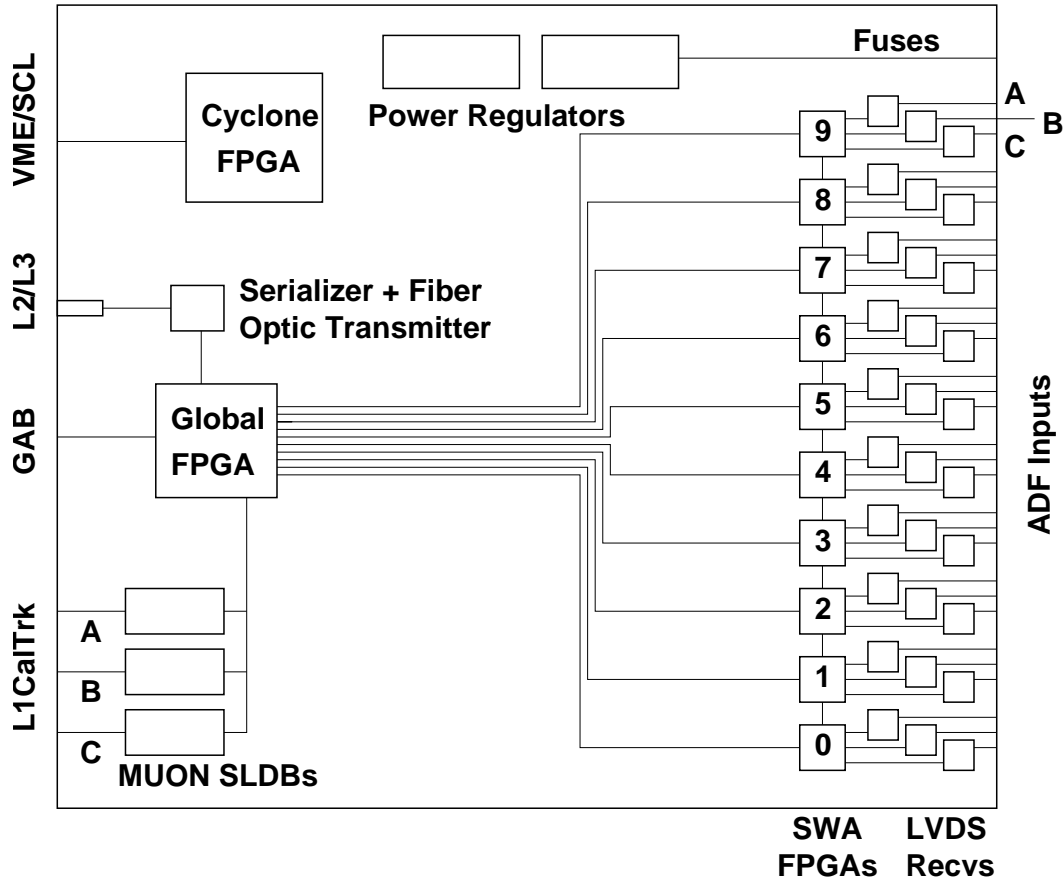 Fuses
VME/SCL
Cyclone
FPGA
Power Regulators
A
B
C
9
8
7
6
5
4
3
2
1
0
L2/L3
Serializer + Fiber
Optic Transmitter
GAB
Global
FPGA
ADF Inputs
L1CalTrk
A
B
C
MUON SLDBs
SWA
FPGAs
LVDS
Recvs